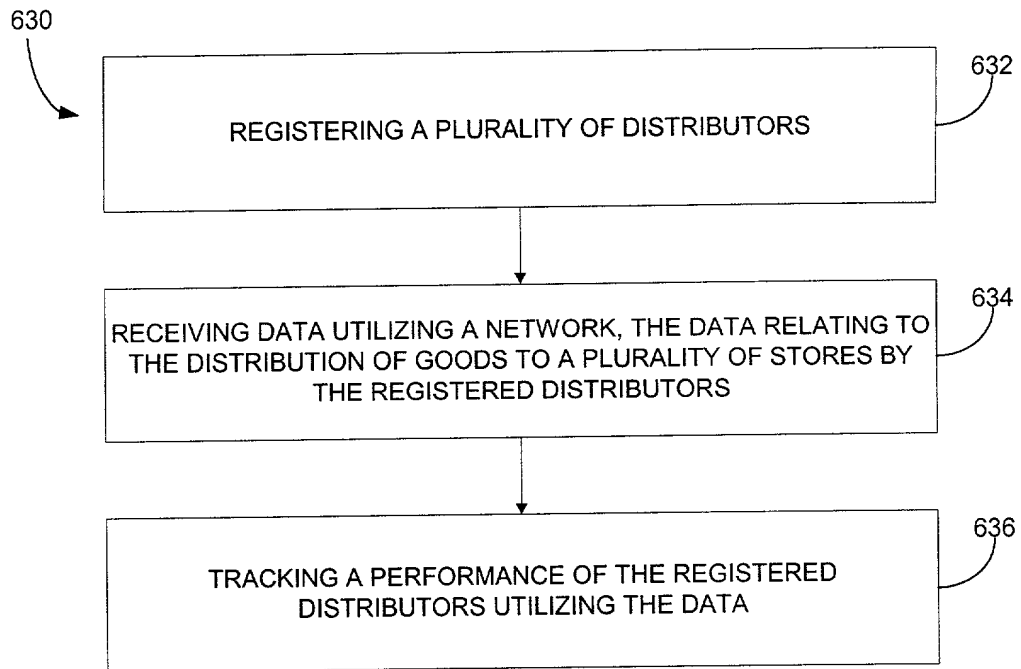 630
632
REGISTERING A PLURALITY OF DISTRIBUTORS
634
RECEIVING DATA UTILIZING A NETWORK, THE DATA RELATING TO
THE DISTRIBUTION OF GOODS TO A PLURALITY OF STORES BY
THE REGISTERED DISTRIBUTORS
636
TRACKING A PERFORMANCE OF THE REGISTERED
DISTRIBUTORS UTILIZING THE DATA